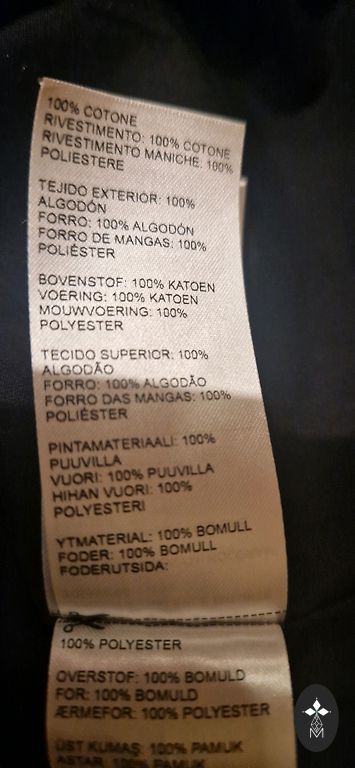 100% COTONE
RIVESTIMENTO: 100% COTONE
RIVESTIMENTO MANICHE: 100%
POLIESTERE
TEJIDO EXTERIOR: 100%
ALGODÓN
FORRO: 100% ALGODÓN
FORRO DE MANGAS: 100%
POLIÉSTER
BOVENSTOF: 100% KATOEN
VOERING: 100% KATOEN
MOUWVOERING: 100%
POLYESTER
TECIDO SUPERIOR: 100%
ALGODÃO
FORRO: 100% ALGODÃO
FORRO DAS MANGAS: 100%
POLIÉSTER
PINTAMATERIAALI: 100%
PUUVILLA
VUORI: 100% PUUVILLA
HIHAN VUORI: 100%
POLYESTERI
YTMATERIAL: 100% BOMULL
FODER: 100% BOMULL
FODERUTSIDA:
100% POLYESTER
OVERSTOF: 100% BOMULD
FOR: 100% BOMULD
ÆRMEFOR: 100% POLYESTER
ÜST KUMAŞ: 100% PAMUK
ASTAR: 100% PAMUK
M